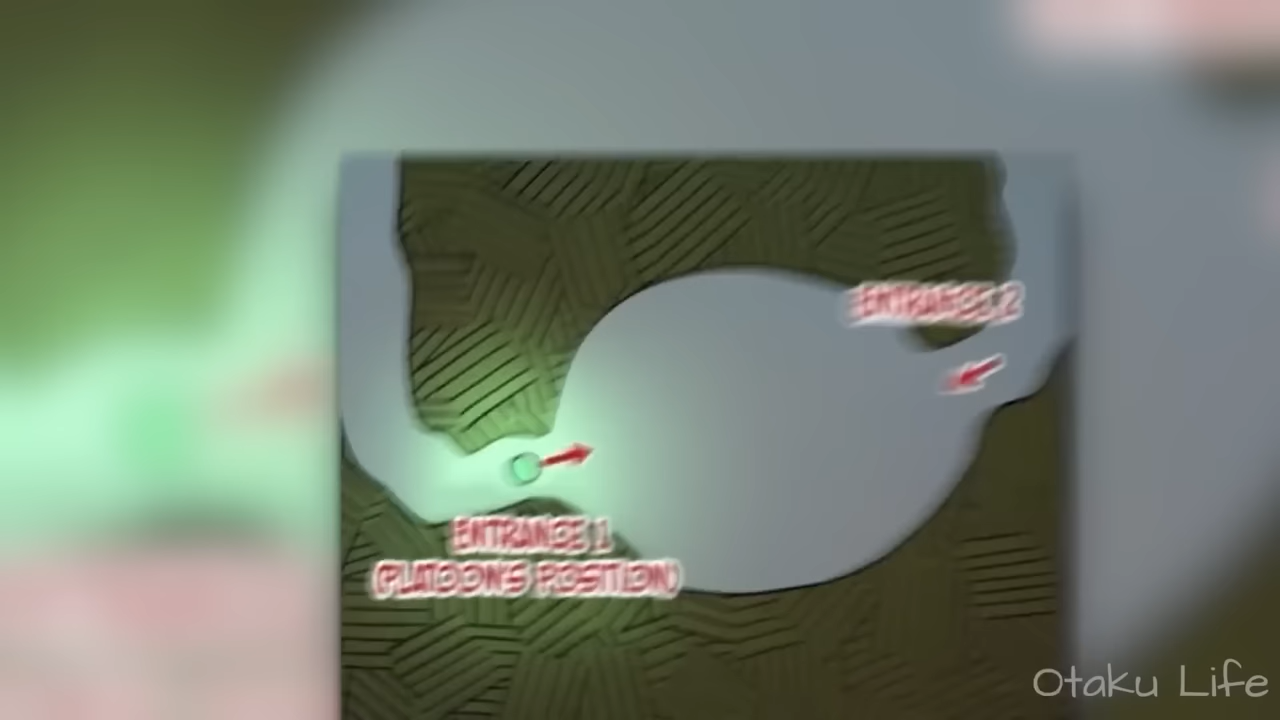 ENTRANCE 2
ENTRANCE 1
(PLATOON'S POSITION)
Otaku Life